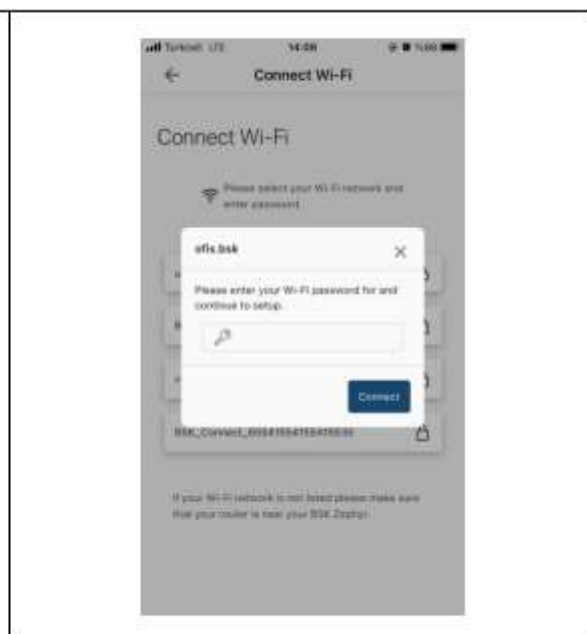 Turkcell LTE 14:08
Connect Wi-Fi
Connect Wi-Fi
Please select your Wi-Fi network and
enter password
ofis.bsk
Please enter your Wi-Fi password for and
continue to setup.
Connect
If your Wi-Fi network is not listed please make sure
that your router is near your BSK Zephyr.